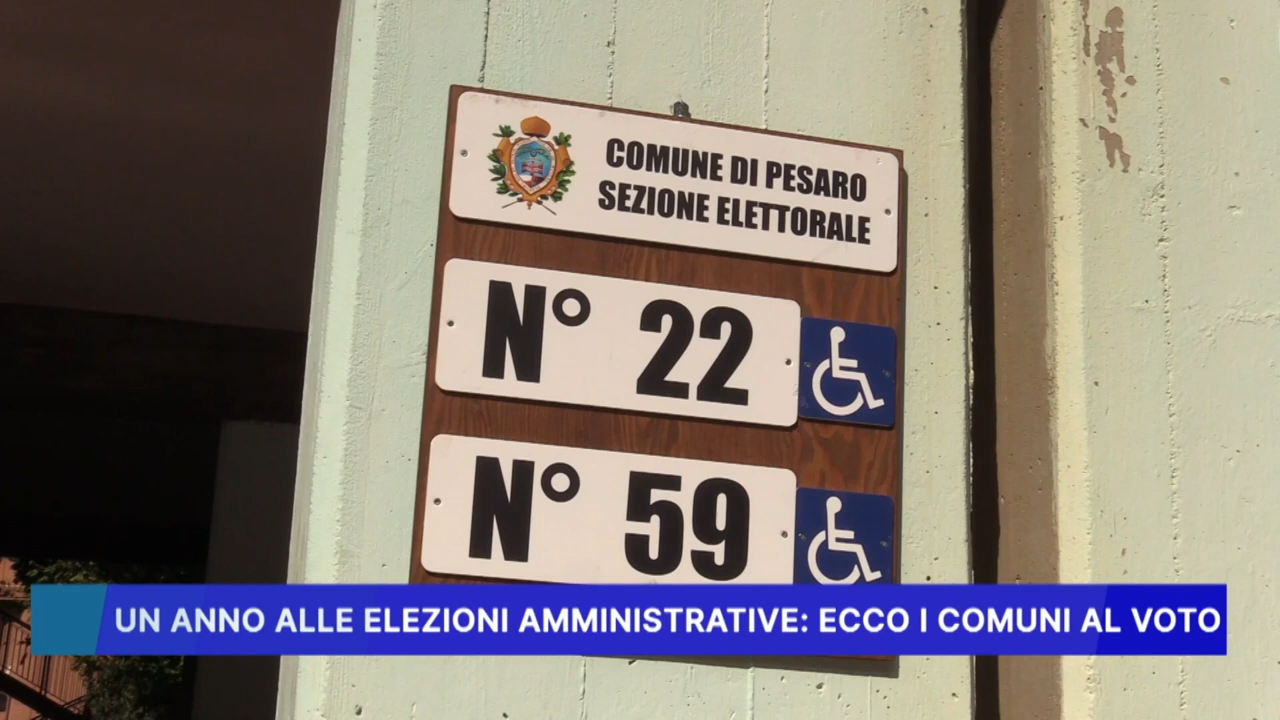 COMUNE DI PESARO
SEZIONE ELETTORALE
N° 22
N° 59
UN ANNO ALLE ELEZIONI AMMINISTRATIVE: ECCO I COMUNI AL VOTO